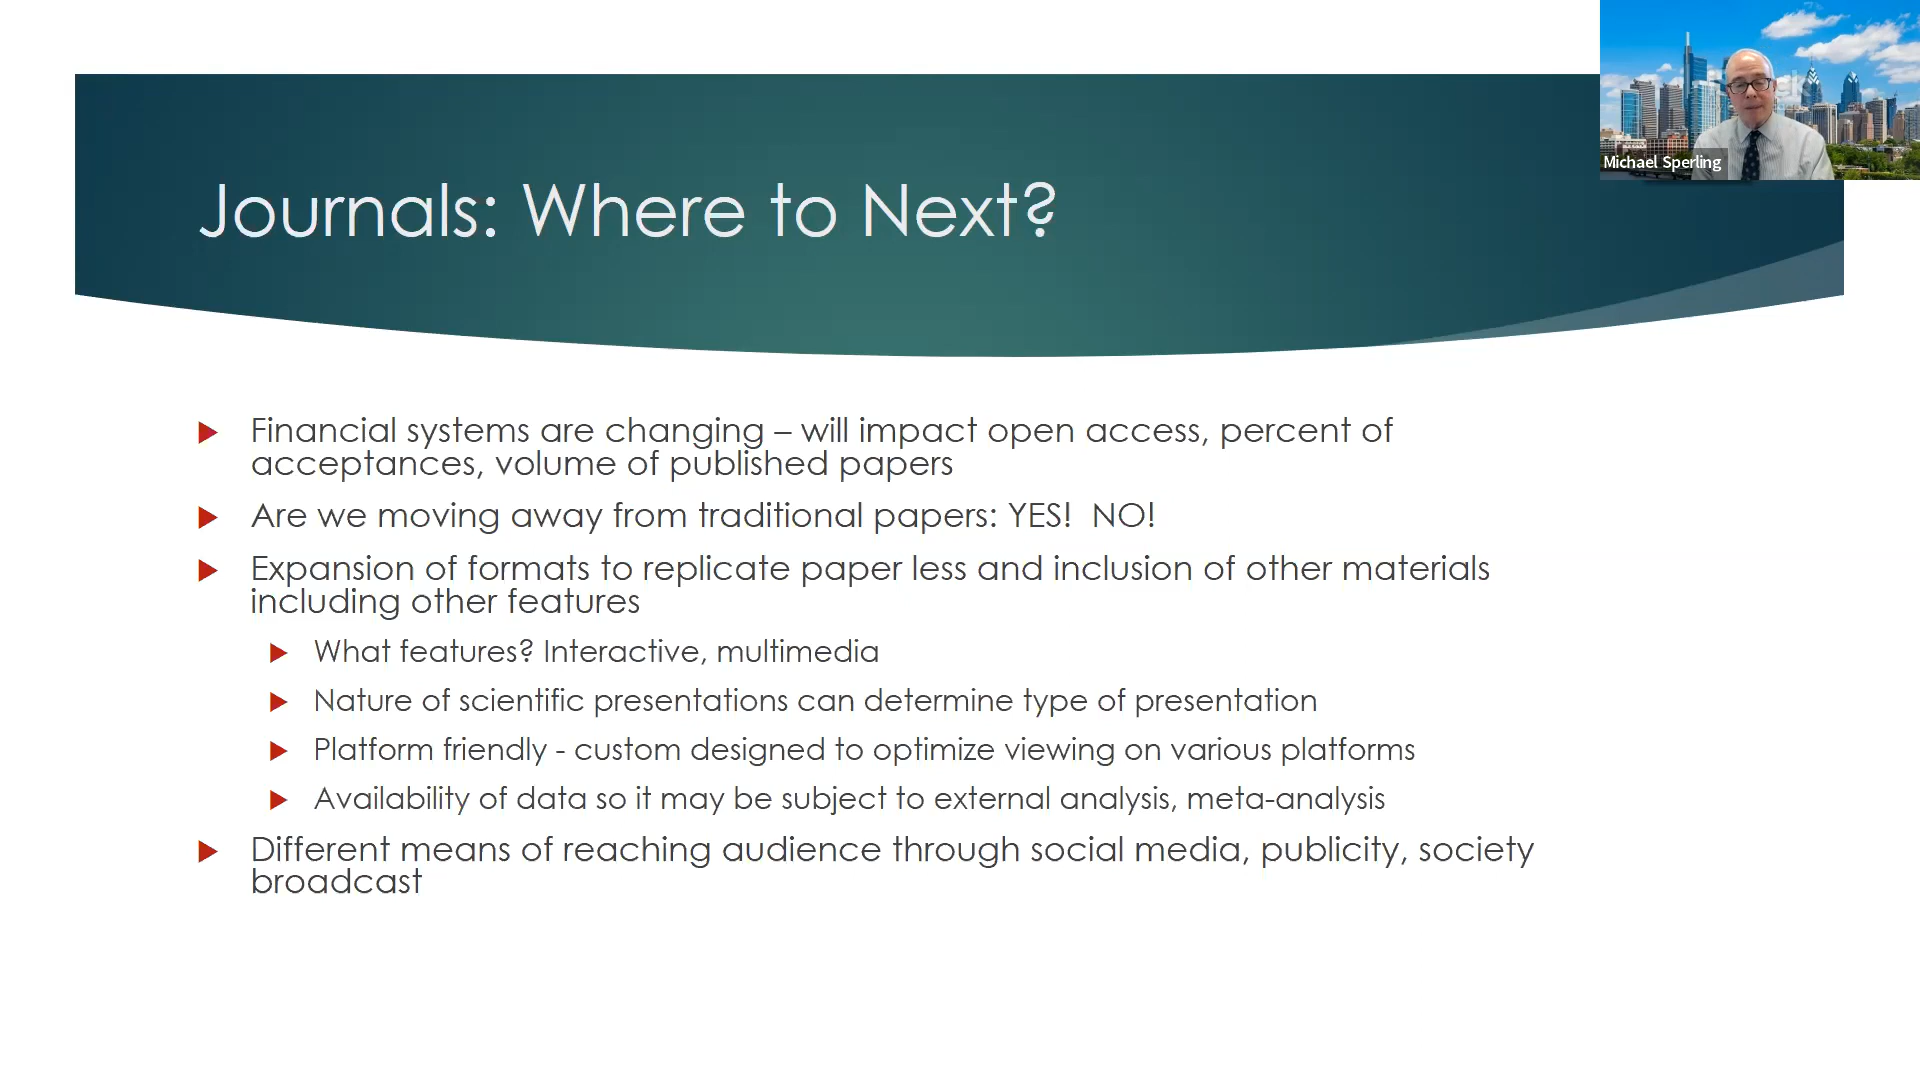 Michael Sperling
Journals: Where to Next?
Financial systems are changing – will impact open access, percent of
acceptances, volume of published papers
Are we moving away from traditional papers: YES!  NO!
Expansion of formats to replicate paper less and inclusion of other materials
including other features
What features? Interactive, multimedia
Nature of scientific presentations can determine type of presentation
Platform friendly - custom designed to optimize viewing on various platforms
Availability of data so it may be subject to external analysis, meta-analysis
Different means of reaching audience through social media, publicity, society
broadcast